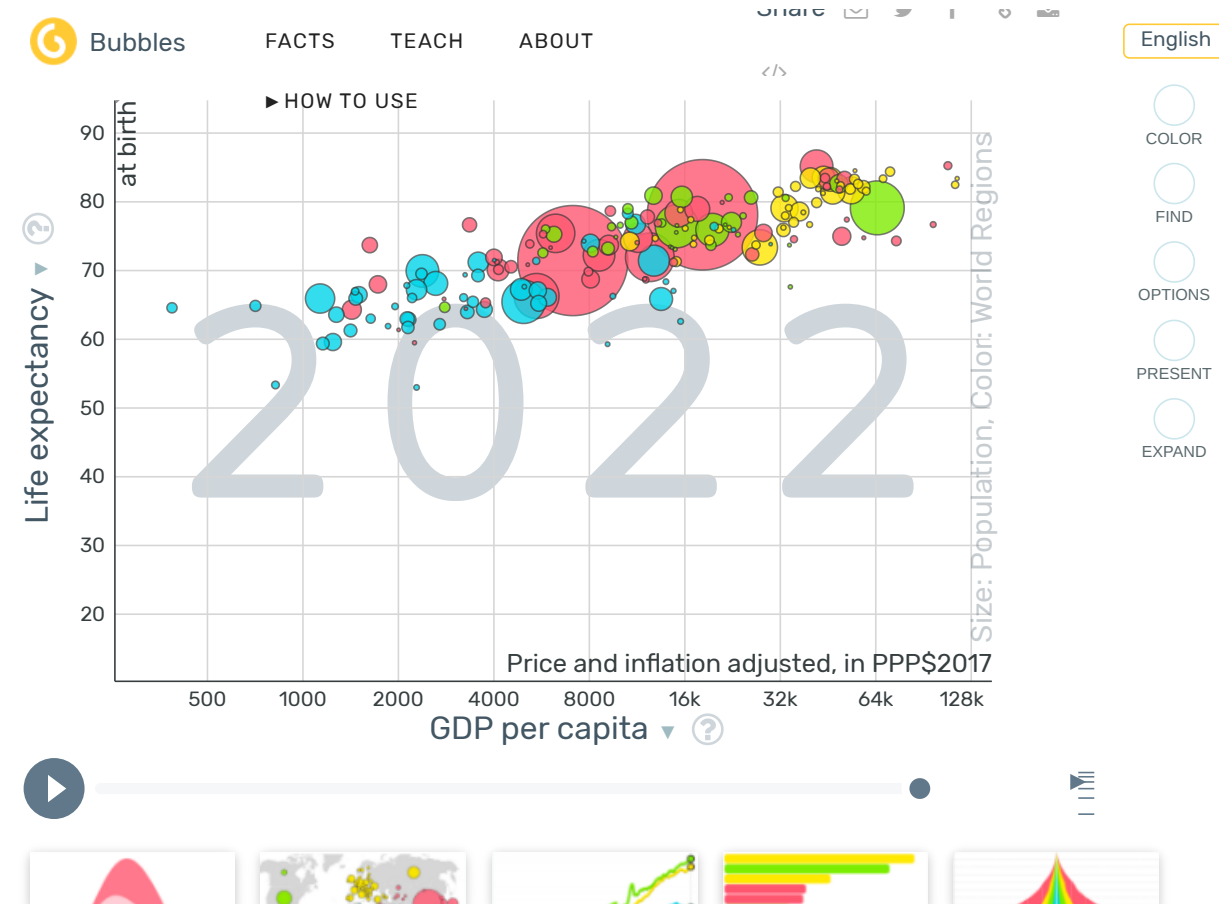 Share
Bubbles
FACTS
TEACH
ABOUT
English
</>
▶ HOW TO USE
COLOR
FIND
OPTIONS
PRESENT
EXPAND
Life expectancy ▼ ?
at birth
90
80
70
60
50
40
30
20
2022
Size: Population, Color: World Regions
Price and inflation adjusted, in PPP$2017
500
1000
2000
4000
8000
16k
32k
64k
128k
GDP per capita ▼ ?